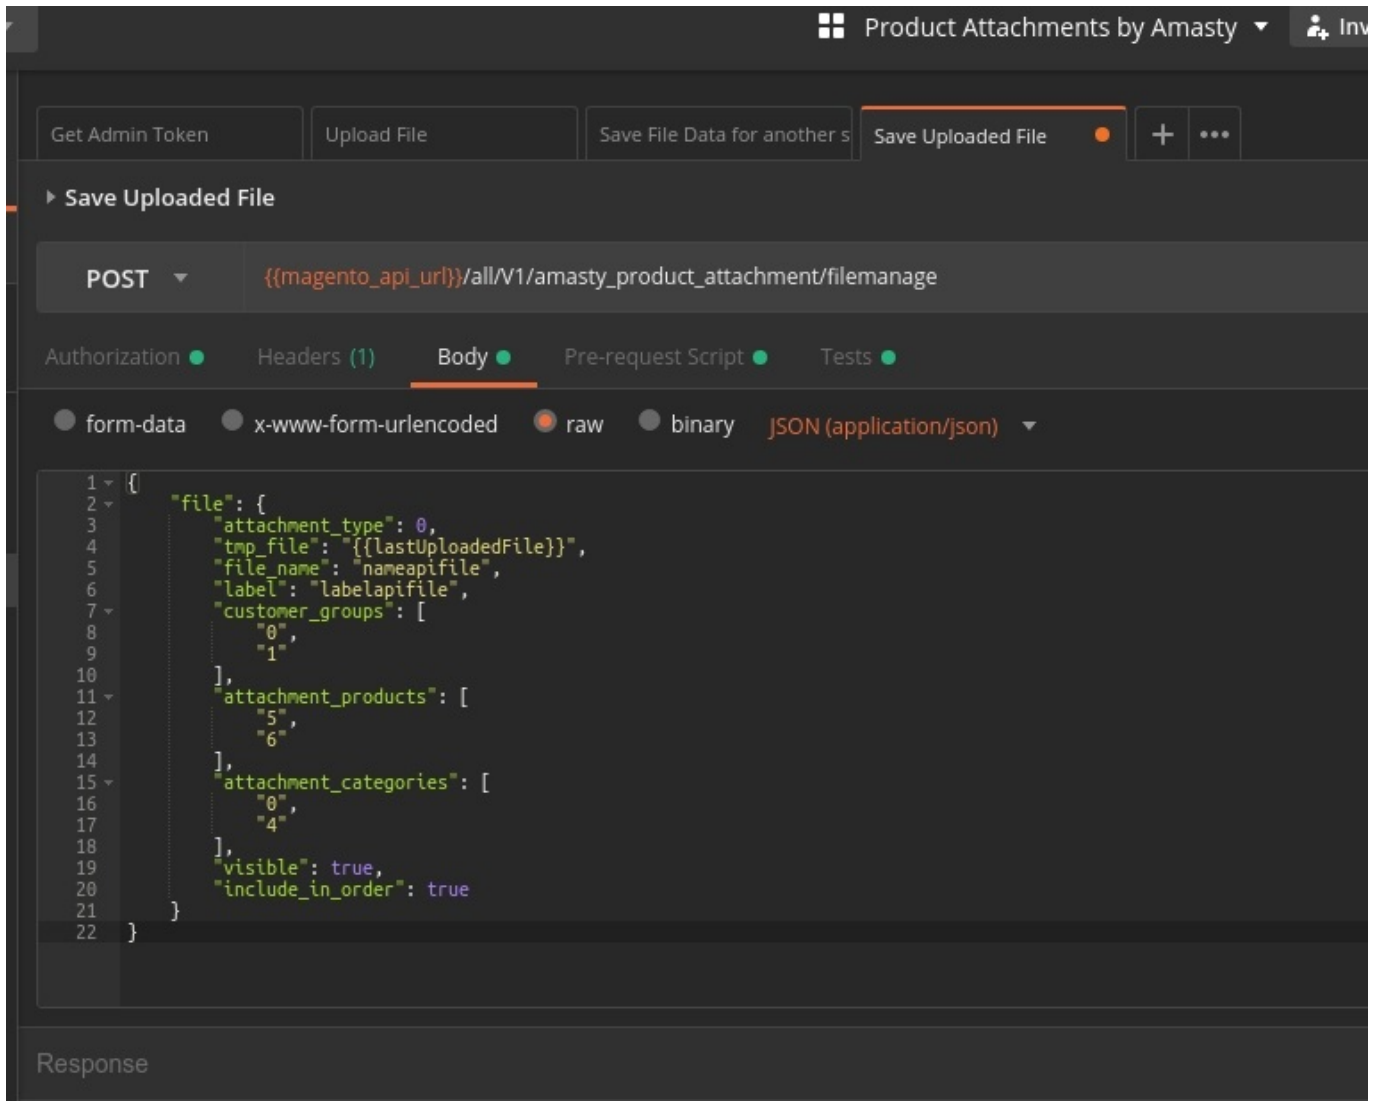 Product Attachments by Amasty Inv
Get Admin Token Upload File Save File Data for another s Save Uploaded File + •••
Save Uploaded File
POST {{magento_api_url}}/all/V1/amasty_product_attachment/filemanage
Authorization Headers (1) Body Pre-request Script Tests
form-data x-www-form-urlencoded raw binary JSON (application/json)
1 {
2 "file": {
3 "attachment_type": 0,
4 "tmp_file": "{{lastUploadedFile}}",
5 "file_name": "nameapifile",
6 "label": "labelapifile",
7 "customer_groups": [
8 "0",
9 "1"
10 ],
11 "attachment_products": [
12 "5",
13 "6"
14 ],
15 "attachment_categories": [
16 "0",
17 "4"
18 ],
19 "visible": true,
20 "include_in_order": true
21 }
22 }
Response